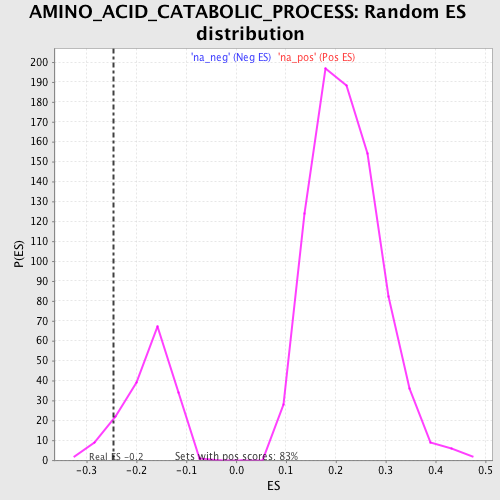 AMINO_ACID_CATABOLIC_PROCESS: Random ES
distribution
'na_neg' (Neg ES) 'na_pos' (Pos ES)
200
190
180
170
160
150
140
130
120
110
100
90
80
70
60
50
40
30
20
10
0
P(ES)
Real ES -0.2
Sets with pos scores: 83%
-0.3 -0.2 -0.1 0.0 0.1 0.2 0.3 0.4 0.5
ES